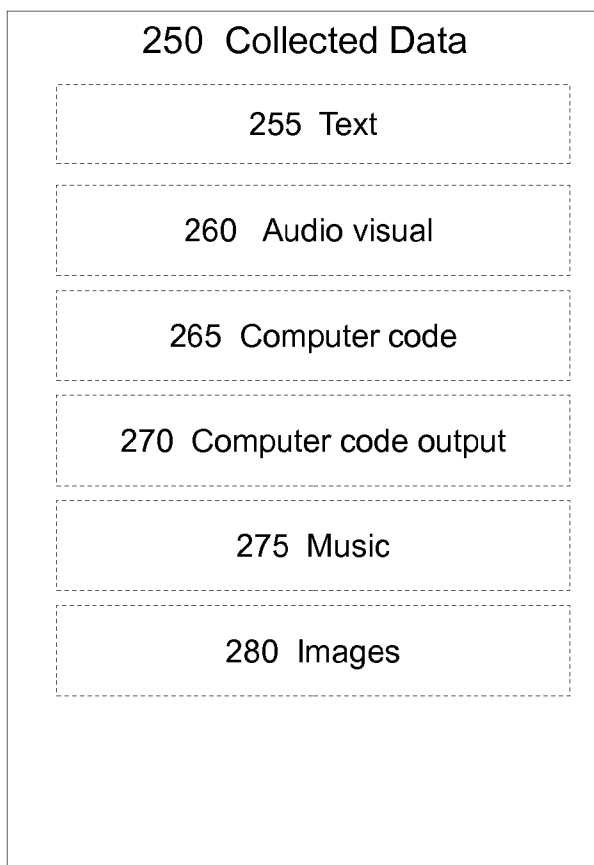 250 Collected Data
255 Text
260 Audio visual
265 Computer code
270 Computer code output
275 Music
280 Images